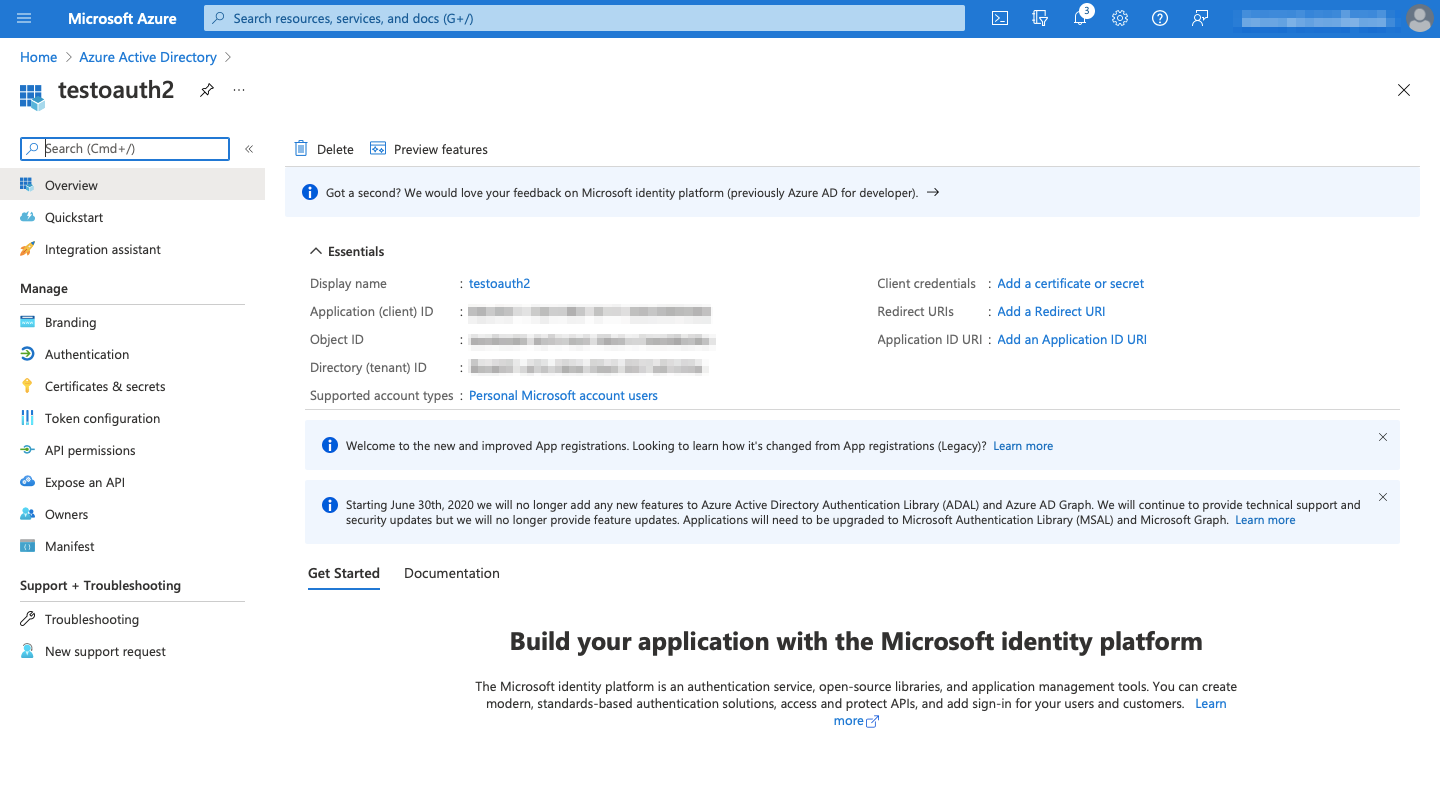 Microsoft Azure
Search resources, services, and docs (G+/)
3
Home > Azure Active Directory >
testoauth2
...
Search (Cmd+/)
«
Delete
Preview features
Overview
Got a second? We would love your feedback on Microsoft identity platform (previously Azure AD for developer). →
Quickstart
Integration assistant
Essentials
Display name : testoauth2
Client credentials : Add a certificate or secret
Application (client) ID :
Redirect URIs : Add a Redirect URI
Object ID :
Application ID URI : Add an Application ID URI
Directory (tenant) ID :
Supported account types : Personal Microsoft account users
Manage
Branding
Authentication
Certificates & secrets
Token configuration
API permissions
Expose an API
Owners
Manifest
Support + Troubleshooting
Troubleshooting
New support request
Welcome to the new and improved App registrations. Looking to learn how it's changed from App registrations (Legacy)? Learn more
Starting June 30th, 2020 we will no longer add any new features to Azure Active Directory Authentication Library (ADAL) and Azure AD Graph. We will continue to provide technical support and
security updates but we will no longer provide feature updates. Applications will need to be upgraded to Microsoft Authentication Library (MSAL) and Microsoft Graph. Learn more
Get Started
Documentation
Build your application with the Microsoft identity platform
The Microsoft identity platform is an authentication service, open-source libraries, and application management tools. You can create
modern, standards-based authentication solutions, access and protect APIs, and add sign-in for your users and customers. Learn
more